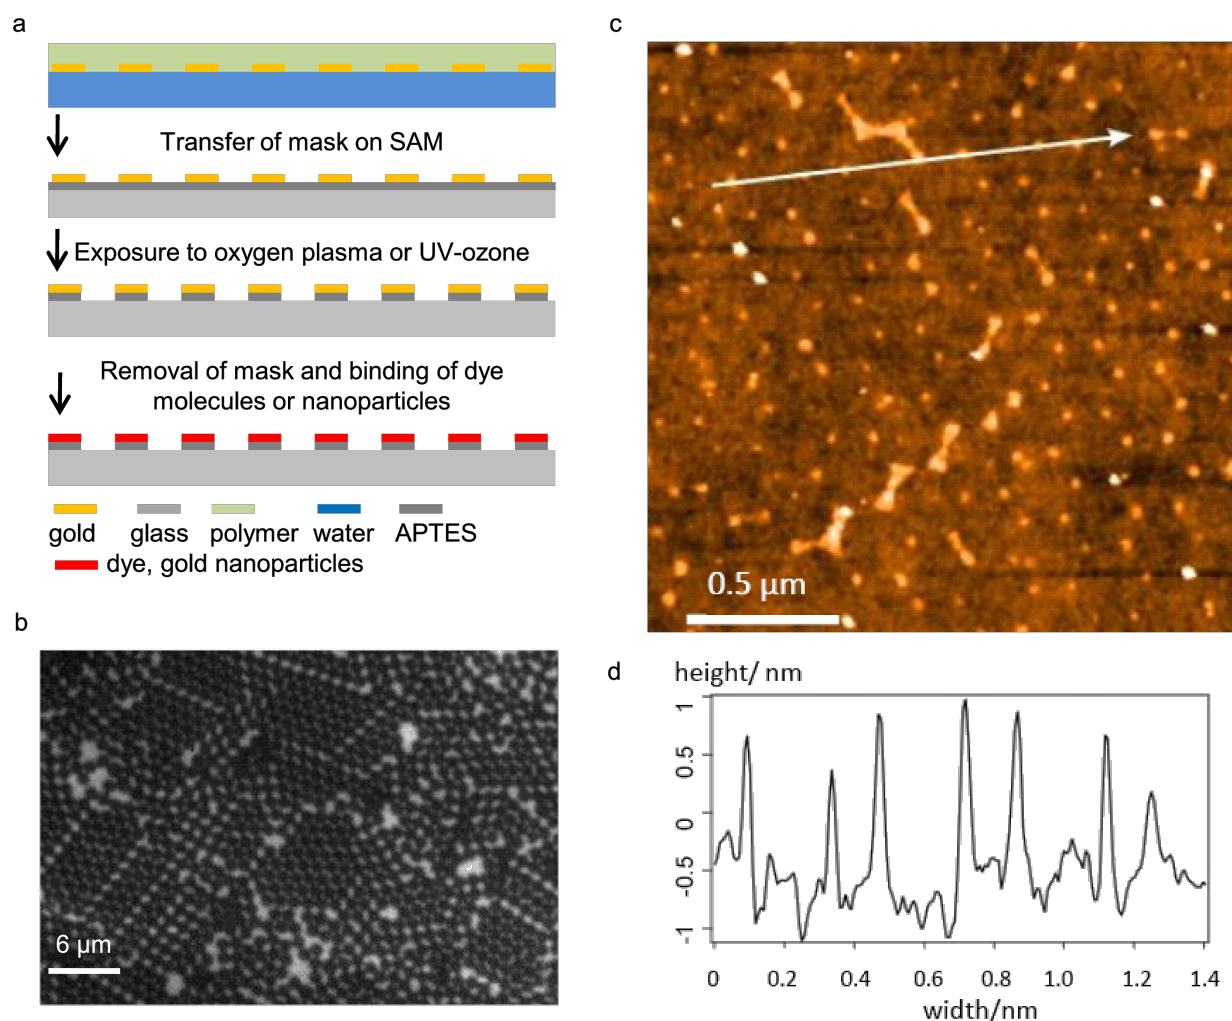 a
Transfer of mask on SAM
Exposure to oxygen plasma or UV-ozone
Removal of mask and binding of dye
molecules or nanoparticles
gold glass polymer water APTES
dye, gold nanoparticles
b
6 μm
c
0.5 μm
d
height/ nm
1
0.5
0
-0.5
-1
0 0.2 0.4 0.6 0.8 1.0 1.2 1.4
width/nm